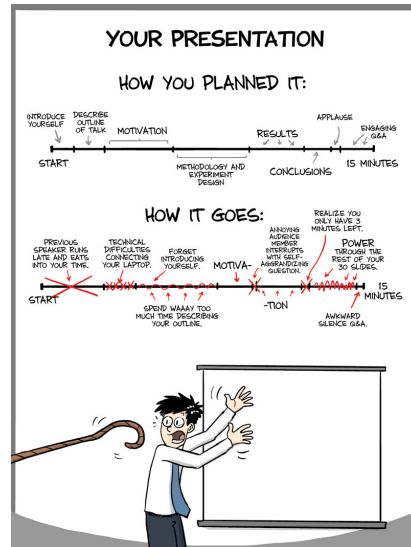 YOUR PRESENTATION
HOW YOU PLANNED IT:
INTRODUCE
YOURSELF
DESCRIBE
OUTLINE
OF TALK
MOTIVATION
METHODOLOGY AND
EXPERIMENT
DESIGN
RESULTS
CONCLUSIONS
APPLAUSE
ENGAGING
Q&A
START
15 MINUTES
HOW IT GOES:
PREVIOUS
SPEAKER RUNS
LATE AND EATS
INTO YOUR TIME.
TECHNICAL
DIFFICULTIES
CONNECTING
YOUR LAPTOP.
FORGET
INTRODUCING
YOURSELF.
SPEND WAAAY TOO
MUCH TIME DESCRIBING
YOUR OUTLINE.
MOTIVA-
ANNOYING
AUDIENCE
MEMBER
INTERRUPTS
WITH SELF-
AGGRANDIZING
QUESTION.
-TION
REALIZE YOU
ONLY HAVE 3
MINUTES LEFT.
POWER
THROUGH THE
REST OF YOUR
30 SLIDES.
AWKWARD
SILENCE Q&A.
START
15
MINUTES